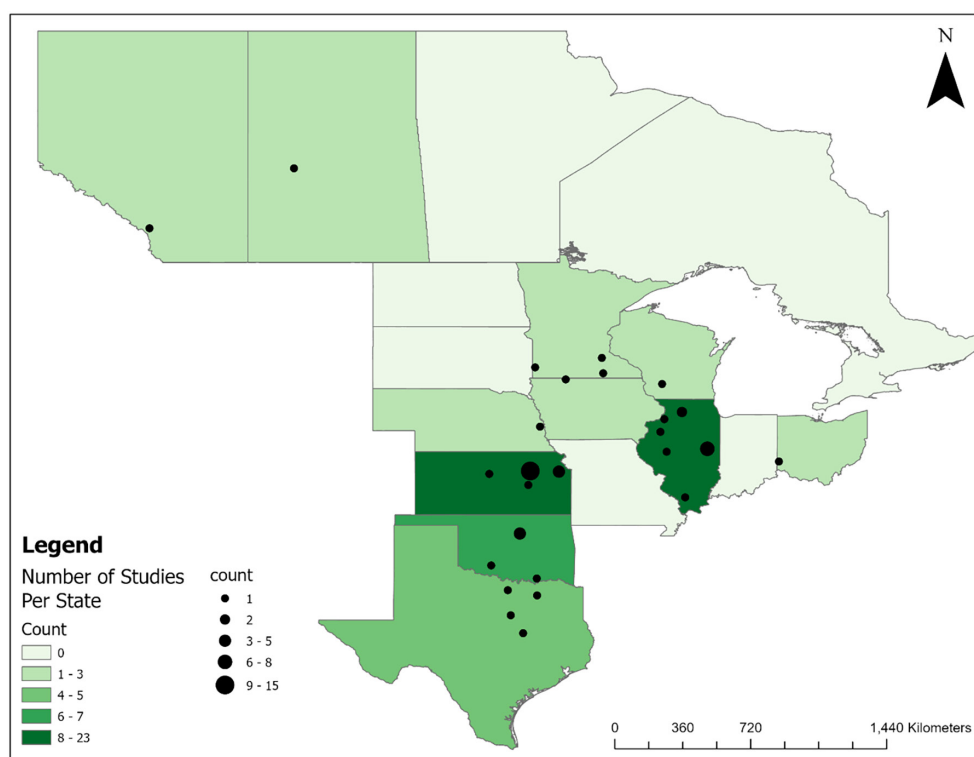 N
Legend
Number of Studies
Per State
Count
0
1 - 3
4 - 5
6 - 7
8 - 23
count
1
2
3 - 5
6 - 8
9 - 15
0 360 720 1,440 Kilometers